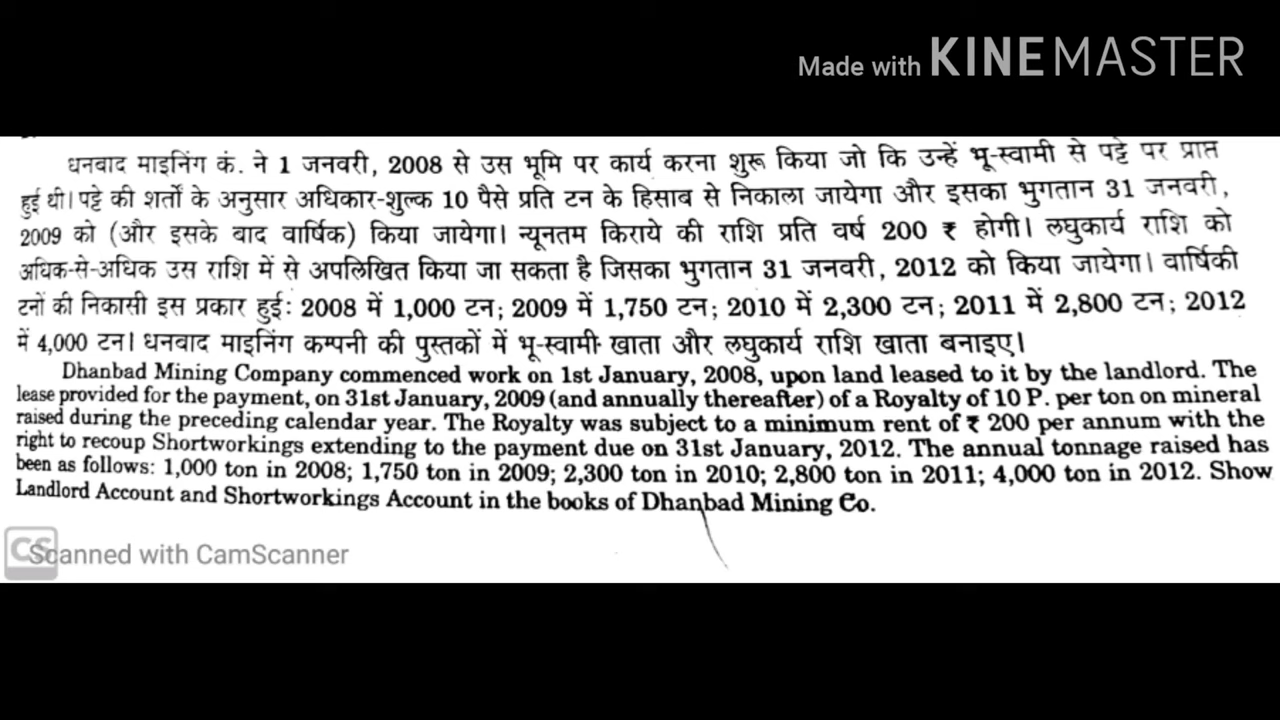 Made with KINEMASTER
धनबाद माइनिंग कं. ने 1 जनवरी, 2008 से उस भूमि पर कार्य करना शुरू किया जो कि उन्हें भू-स्वामी से पट्टे पर प्राप्त
हुई थी। पट्टे की शर्तों के अनुसार अधिकार-शुल्क 10 पैसे प्रति टन के हिसाब से निकाला जायेगा और इसका भुगतान 31 जनवरी,
2009 को (और इसके बाद वार्षिक) किया जायेगा। न्यूनतम किराये की राशि प्रति वर्ष 200 ₹ होगी। लघुकार्य राशि को
अधिक-से-अधिक उस राशि में से अपलिखित किया जा सकता है जिसका भुगतान 31 जनवरी, 2012 को किया जायेगा। वार्षिकी
टनों की निकासी इस प्रकार हुई: 2008 में 1,000 टन; 2009 में 1,750 टन; 2010 में 2,300 टन; 2011 में 2,800 टन; 2012
में 4,000 टन। धनबाद माइनिंग कम्पनी की पुस्तकों में भू-स्वामी खाता और लघुकार्य राशि खाता बनाइए।
Dhanbad Mining Company commenced work on 1st January, 2008, upon land leased to it by the landlord. The
lease provided for the payment, on 31st January, 2009 (and annually thereafter) of a Royalty of 10 P. per ton on mineral
raised during the preceding calendar year. The Royalty was subject to a minimum rent of ₹ 200 per annum with the
right to recoup Shortworkings extending to the payment due on 31st January, 2012. The annual tonnage raised has
been as follows: 1,000 ton in 2008; 1,750 ton in 2009; 2,300 ton in 2010; 2,800 ton in 2011; 4,000 ton in 2012. Show
Landlord Account and Shortworkings Account in the books of Dhanbad Mining Co.
CS Scanned with CamScanner